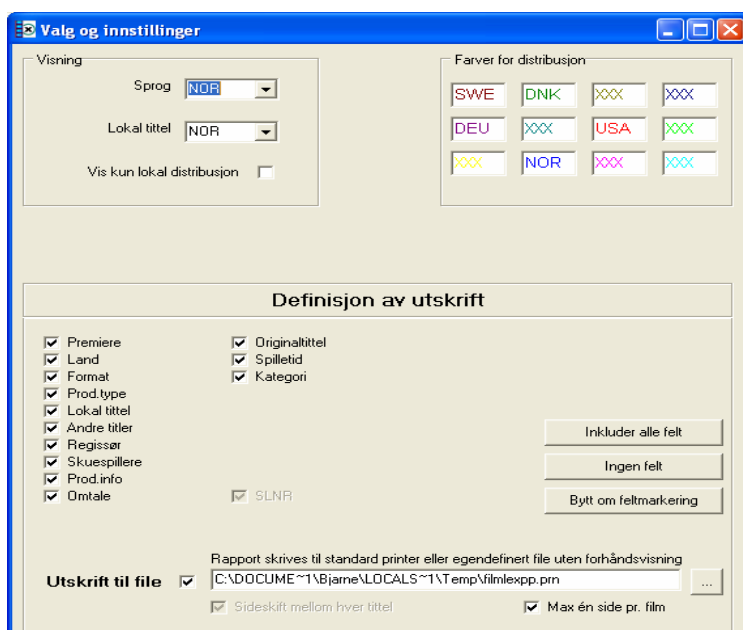 Valg og innstillinger
Visning
Sprog NOR
Lokal tittel NOR
Vis kun lokal distribusjon
Farver for distribusjon
SWE DNK XXX XXX
DEU XXX USA XXX
XXX NOR XXX XXX
Definisjon av utskrift
Premiere Originaltittel
Land Spilletid
Format Kategori
Prod.type
Lokal tittel
Andre titler
Regissør
Skuespillere
Prod.info
Omtale SLNR
Inkluder alle felt
Ingen felt
Bytt om feltmarkering
Rapport skrives til standard printer eller egendefinert file uten forhåndsvisning
Utskrift til file C:\DOCUME~1\Bjarne\LOCALS~1\Temp\filmlexpp.prn ...
Sideskift mellom hver tittel Max én side pr. film